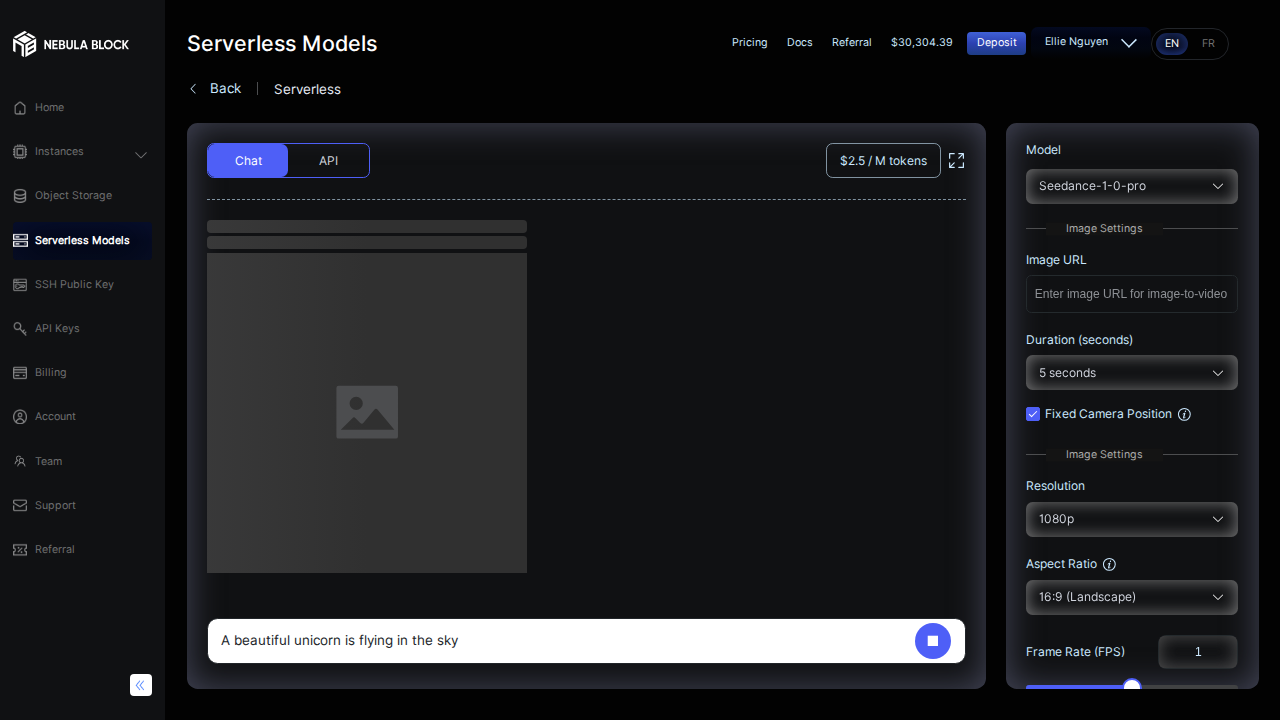 NEBULA BLOCK
Home
Instances
Object Storage
Serverless Models
SSH Public Key
API Keys
Billing
Account
Team
Support
Referral
Serverless Models
Pricing
Docs
Referral
$30,304.39
Deposit
Ellie Nguyen
EN
FR
Back
Serverless
Chat
API
$2.5 / M tokens
A beautiful unicorn is flying in the sky
Model
Seedance-1-0-pro
Image Settings
Image URL
Enter image URL for image-to-video
Duration (seconds)
5 seconds
Fixed Camera Position
Image Settings
Resolution
1080p
Aspect Ratio
16:9 (Landscape)
Frame Rate (FPS)
1